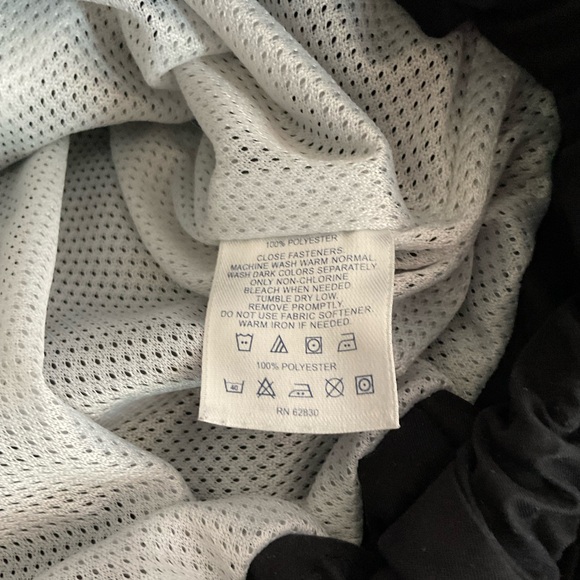 100% POLYESTER
CLOSE FASTENERS.
MACHINE WASH WARM NORMAL.
WASH DARK COLORS SEPARATELY
ONLY NON-CHLORINE
BLEACH WHEN NEEDED.
TUMBLE DRY LOW.
REMOVE PROMPTLY.
DO NOT USE FABRIC SOFTENER
WARM IRON IF NEEDED.
100% POLYESTER
40
RN 62830